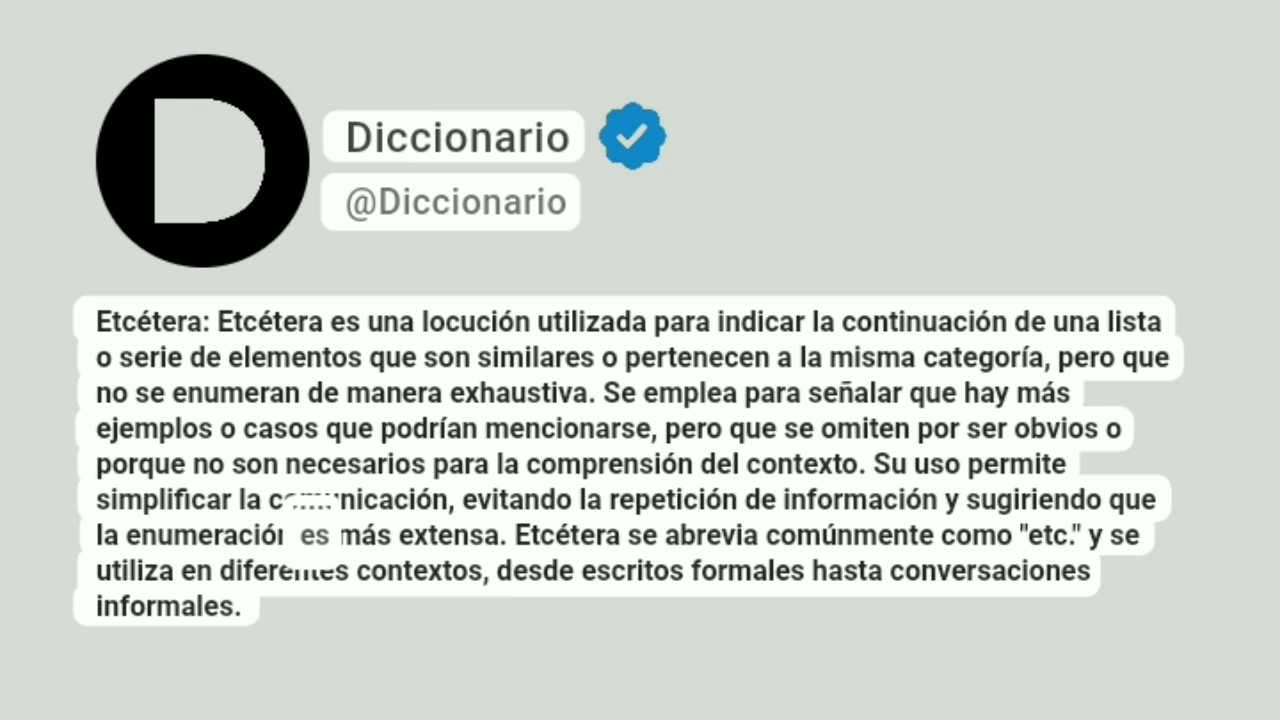 D
Diccionario
@Diccionario
Etcétera: Etcétera es una locución utilizada para indicar la continuación de una lista
o serie de elementos que son similares o pertenecen a la misma categoría, pero que
no se enumeran de manera exhaustiva. Se emplea para señalar que hay más
ejemplos o casos que podrían mencionarse, pero que se omiten por ser obvios o
porque no son necesarios para la comprensión del contexto. Su uso permite
simplificar la comunicación, evitando la repetición de información y sugiriendo que
la enumeración es más extensa. Etcétera se abrevia comúnmente como "etc." y se
utiliza en diferentes contextos, desde escritos formales hasta conversaciones
informales.